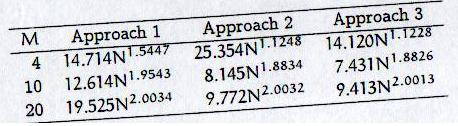 M Approach 1 Approach 2 Approach 3
4 14.714N^1.5447 25.354N^1.1248 14.120N^1.1228
10 12.614N^1.9543 8.145N^1.8834 7.431N^1.8826
20 19.525N^2.0034 9.772N^2.0032 9.413N^2.0013